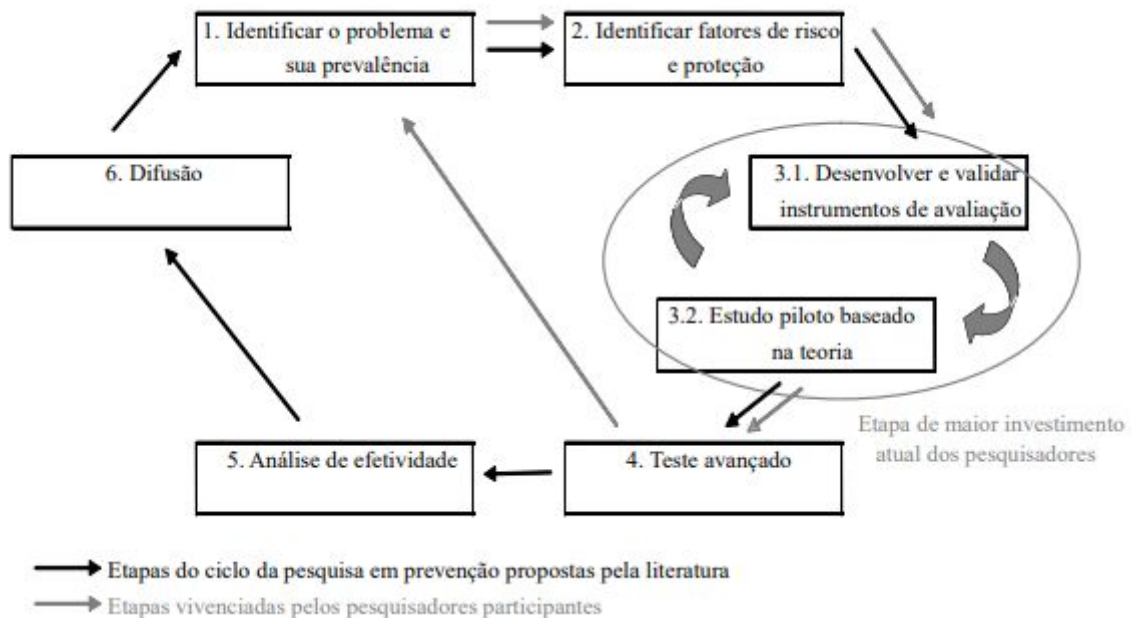 1. Identificar o problema e
sua prevalência
2. Identificar fatores de risco
e proteção
3.1. Desenvolver e validar
instrumentos de avaliação
3.2. Estudo piloto baseado
na teoria
Etapa de maior investimento
atual dos pesquisadores
4. Teste avançado
5. Análise de efetividade
6. Difusão
Etapas do ciclo da pesquisa em prevenção propostas pela literatura
Etapas vivenciadas pelos pesquisadores participantes